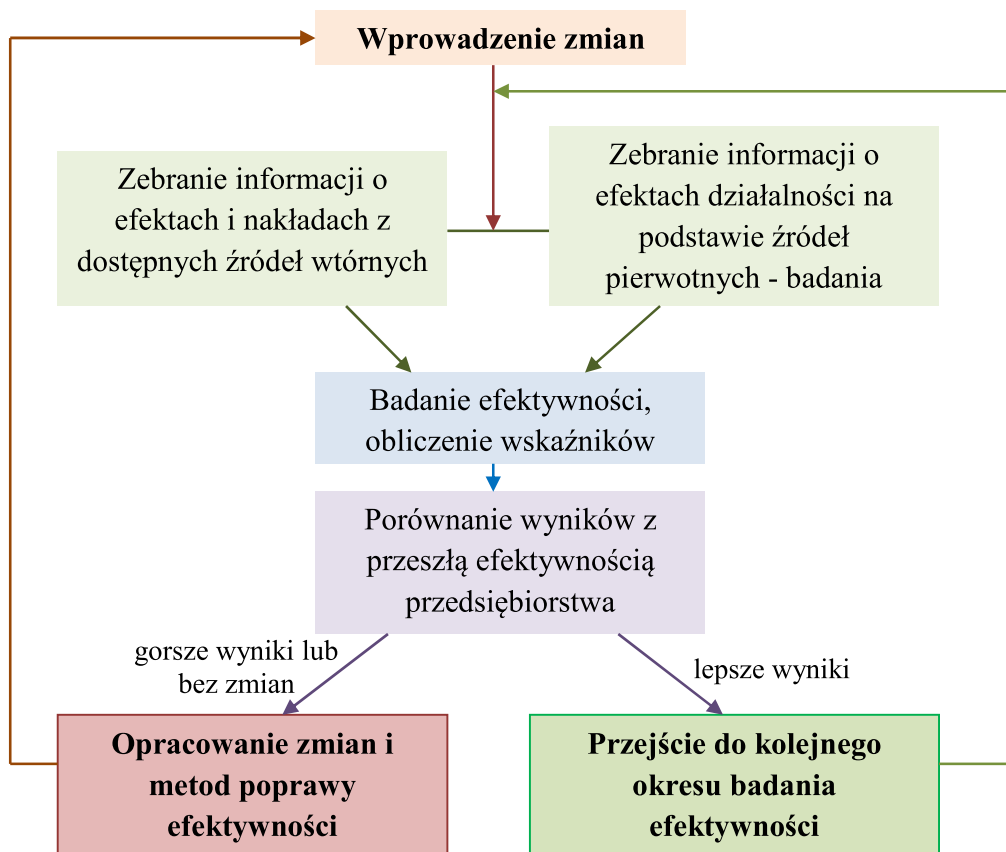 Wprowadzenie zmian
Zebranie informacji o
efektach i nakładach z
dostępnych źródeł wtórnych
Zebranie informacji o
efektach działalności na
podstawie źródeł
pierwotnych - badania
Badanie efektywności,
obliczenie wskaźników
Porównanie wyników z
przeszłą efektywnością
przedsiębiorstwa
gorsze wyniki lub
bez zmian
lepsze wyniki
Opracowanie zmian i
metod poprawy
efektywności
Przejście do kolejnego
okresu badania
efektywności